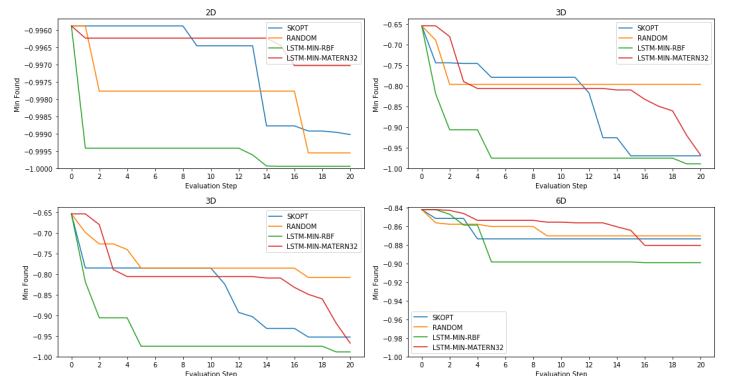 2D
Min Found
−0.9960
−0.9965
−0.9970
−0.9975
−0.9980
−0.9985
−0.9990
−0.9995
−1.0000
SKOPT
RANDOM
LSTM-MIN-RBF
LSTM-MIN-MATERN32
0 2 4 6 8 10 12 14 16 18 20
Evaluation Step
3D
Min Found
−0.65
−0.70
−0.75
−0.80
−0.85
−0.90
−0.95
−1.00
SKOPT
RANDOM
LSTM-MIN-RBF
LSTM-MIN-MATERN32
0 2 4 6 8 10 12 14 16 18 20
Evaluation Step
3D
Min Found
−0.65
−0.70
−0.75
−0.80
−0.85
−0.90
−0.95
−1.00
SKOPT
RANDOM
LSTM-MIN-RBF
LSTM-MIN-MATERN32
0 2 4 6 8 10 12 14 16 18 20
Evaluation Step
6D
Min Found
−0.84
−0.86
−0.88
−0.90
−0.92
−0.94
−0.96
−0.98
−1.00
SKOPT
RANDOM
LSTM-MIN-RBF
LSTM-MIN-MATERN32
0 2 4 6 8 10 12 14 16 18 20
Evaluation Step